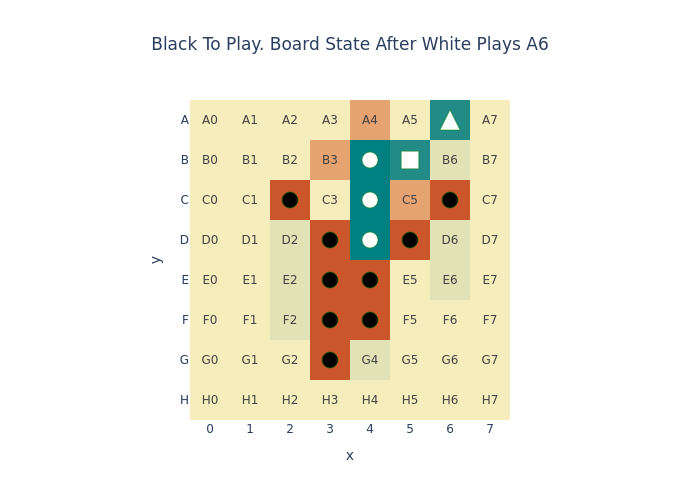 Black To Play. Board State After White Plays A6
A A0 A1 A2 A3 A4 A5 A7
B B0 B1 B2 B3 B6 B7
C C0 C1 C3 C5 C7
D D0 D1 D2 D6 D7
y
E E0 E1 E2 E5 E6 E7
F F0 F1 F2 F5 F6 F7
G G0 G1 G2 G4 G5 G6 G7
H H0 H1 H2 H3 H4 H5 H6 H7
0 1 2 3 4 5 6 7
x